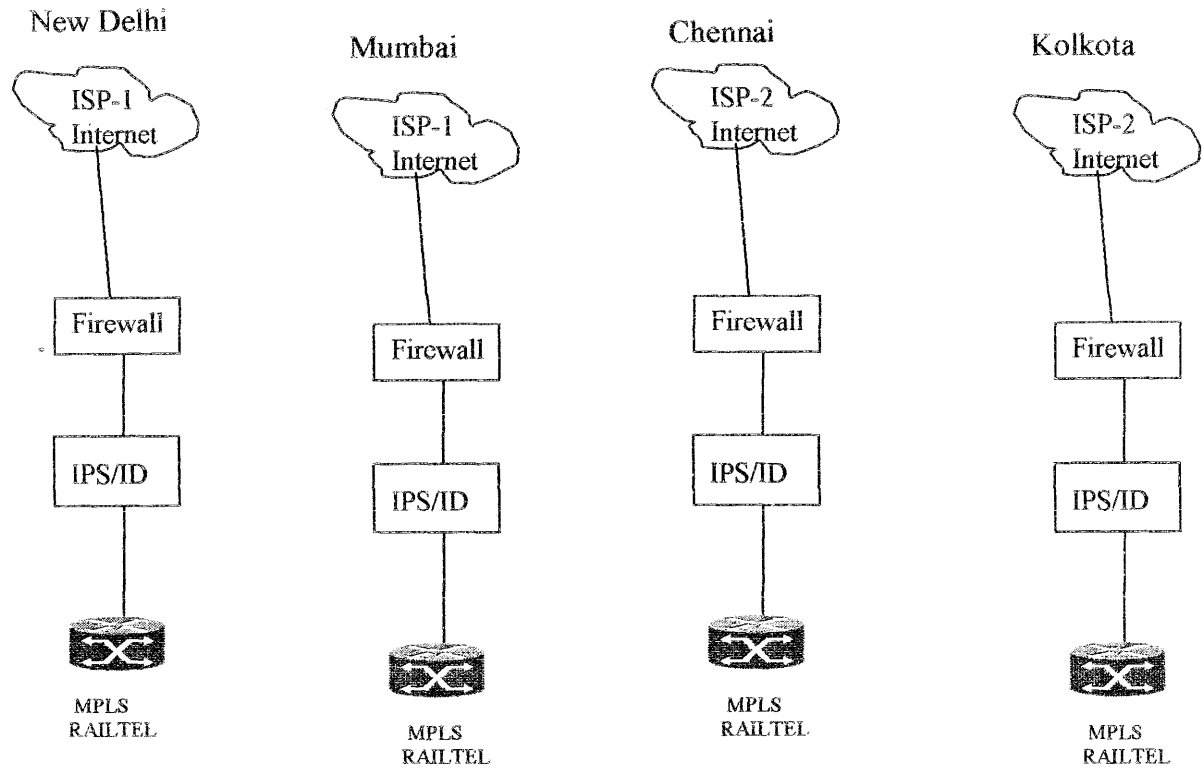 New Delhi
ISP-1
Internet
Firewall
IPS/ID
MPLS
RAILTEL
Mumbai
ISP-1
Internet
Firewall
IPS/ID
MPLS
RAILTEL
Chennai
ISP-2
Internet
Firewall
IPS/ID
MPLS
RAILTEL
Kolkota
ISP-2
Internet
Firewall
IPS/ID
MPLS
RAILTEL